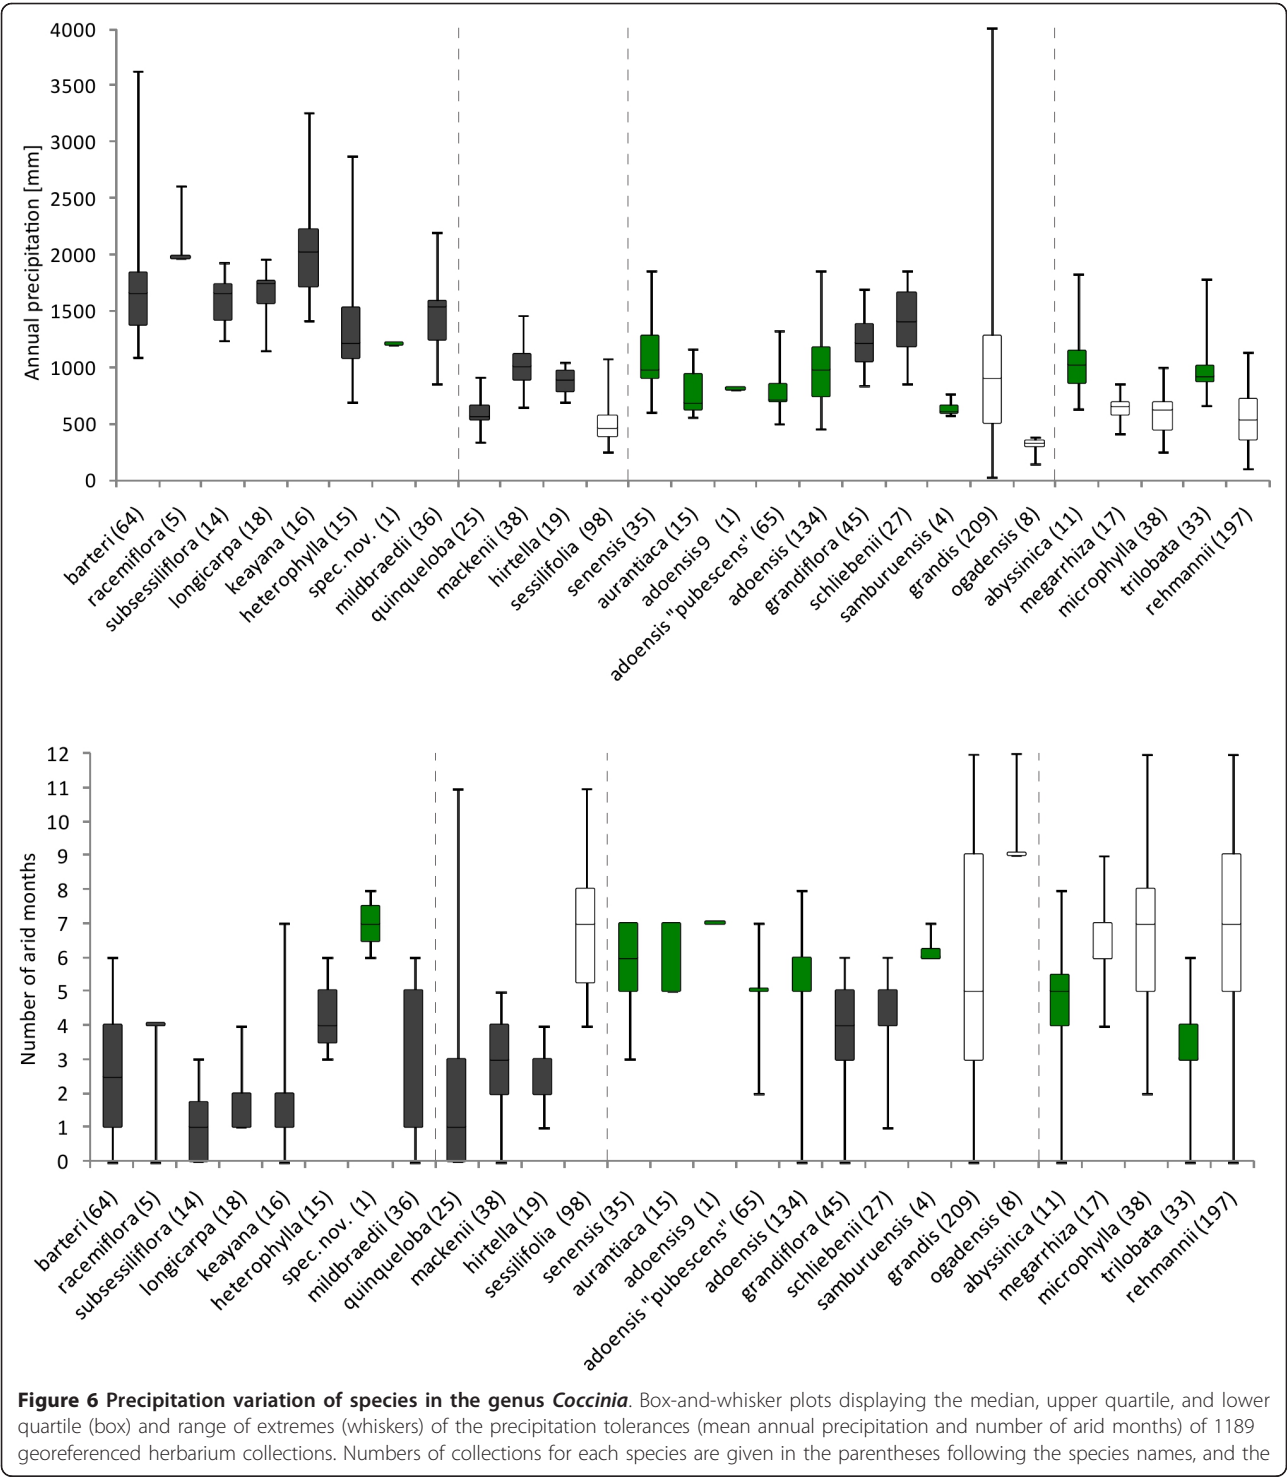 4000
3500
3000
2500
2000
1500
1000
500
0
Annual precipitation [mm]
barteri (64)
racemiflora (5)
subsessiliflora (14)
longicarpa (18)
keayana (16)
heterophylla (15)
spec. nov. (1)
mildbraedii (36)
quinqueloba (25)
mackenii (38)
hirtella (19)
sessilifolia (98)
senensis (35)
aurantiaca (15)
adoensis9 (1)
adoensis "pubescens" (65)
adoensis (134)
grandiflora (45)
schliebenii (27)
samburuensis (4)
grandis (209)
ogadensis (8)
abyssinica (11)
megarrhiza (17)
microphylla (38)
trilobata (33)
rehmannii (197)
12
11
10
9
8
7
6
5
4
3
2
1
0
Number of arid months
barteri (64)
racemiflora (5)
subsessiliflora (14)
longicarpa (18)
keayana (16)
heterophylla (15)
spec. nov. (1)
mildbraedii (36)
quinqueloba (25)
mackenii (38)
hirtella (19)
sessilifolia (98)
senensis (35)
aurantiaca (15)
adoensis9 (1)
adoensis "pubescens" (65)
adoensis (134)
grandiflora (45)
schliebenii (27)
samburuensis (4)
grandis (209)
ogadensis (8)
abyssinica (11)
megarrhiza (17)
microphylla (38)
trilobata (33)
rehmannii (197)
Figure 6 Precipitation variation of species in the genus Coccinia. Box-and-whisker plots displaying the median, upper quartile, and lower
quartile (box) and range of extremes (whiskers) of the precipitation tolerances (mean annual precipitation and number of arid months) of 1189
georeferenced herbarium collections. Numbers of collections for each species are given in the parentheses following the species names, and the